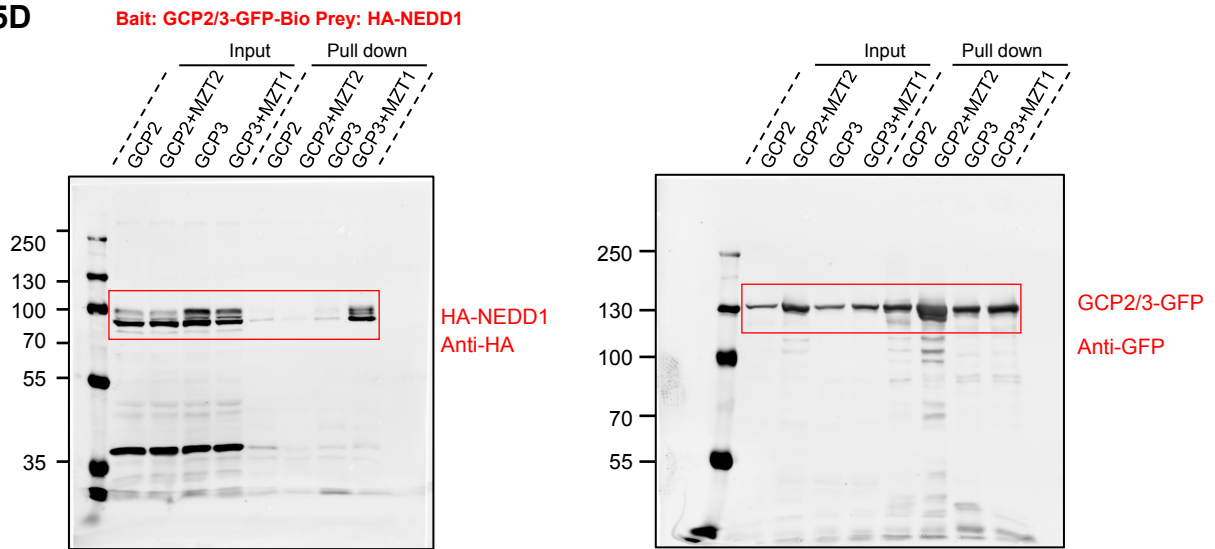 5D
Bait: GCP2/3-GFP-Bio Prey: HA-NEDD1
Input Pull down
GCP2 GCP2+MZT2 GCP3 GCP3+MZT1 GCP2 GCP2+MZT2 GCP3 GCP3+MZT1
250
130
100
70
55
35
HA-NEDD1
Anti-HA
Input Pull down
GCP2 GCP2+MZT2 GCP3 GCP3+MZT1 GCP2 GCP2+MZT2 GCP3 GCP3+MZT1
250
130
100
70
55
GCP2/3-GFP
Anti-GFP